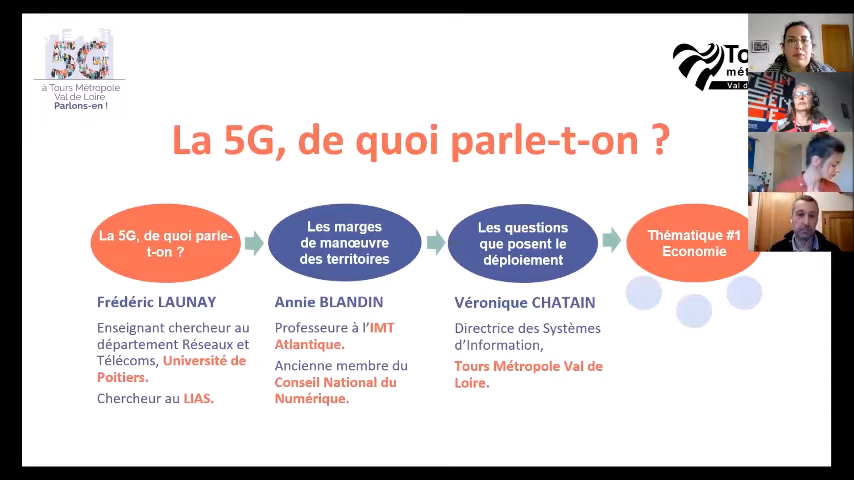 5G
à Tours Métropole
Val de Loire
Parlons-en !
To
mét
Val d
La 5G, de quoi parle-t-on ?
La 5G, de quoi parle-
t-on ?
Les marges
de manœuvre
des territoires
Les questions
que posent le
déploiement
Thématique #1
Economie
Frédéric LAUNAY
Enseignant chercheur au
département Réseaux et
Télécoms, Université de
Poitiers.
Chercheur au LIAS.
Annie BLANDIN
Professeure à l'IMT
Atlantique.
Ancienne membre du
Conseil National du
Numérique.
Véronique CHATAIN
Directrice des Systèmes
d'Information,
Tours Métropole Val de
Loire.